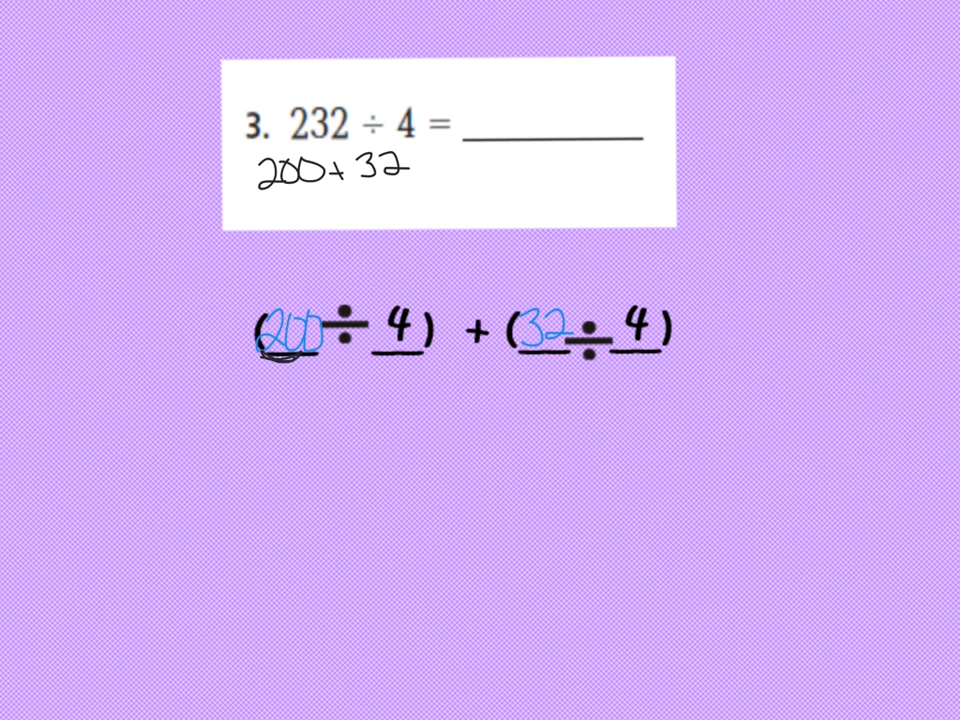 3. 232 ÷ 4 = ________
200 + 32
(200 ÷ 4) + (32 ÷ 4)